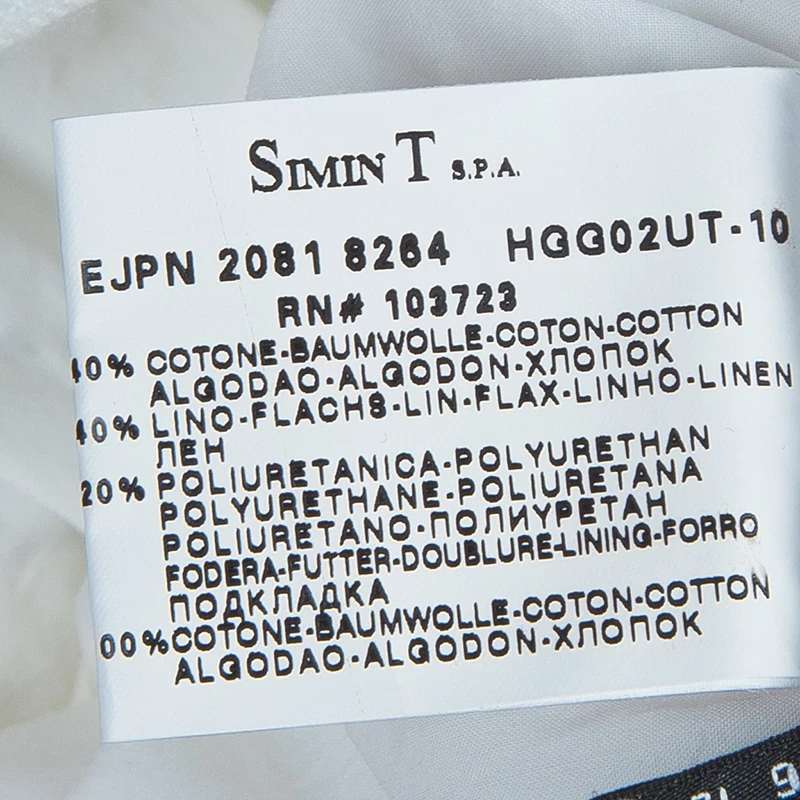 SIMIN T S.P.A.
EJPN 2081 8264 HGG02UT-10
RN# 103723
40% COTONE-BAUMWOLLE-COTON-COTTON
ALGODAO-ALGODON-ХЛОПОК
40% LINO-FLACHS-LIN-FLAX-LINHO-LINEN
ЛЕН
20% POLIURETANICA-POLYURETHAN
POLYURETHANE-POLIURETANA
POLIURETANO-ПОЛИУРЕТАН
FODERA-FUTTER-DOUBLURE-LINING-FORRO
ПОДКЛАДКА
00% COTONE-BAUMWOLLE-COTON-COTTON
ALGODAO-ALGODON-ХЛОПОК